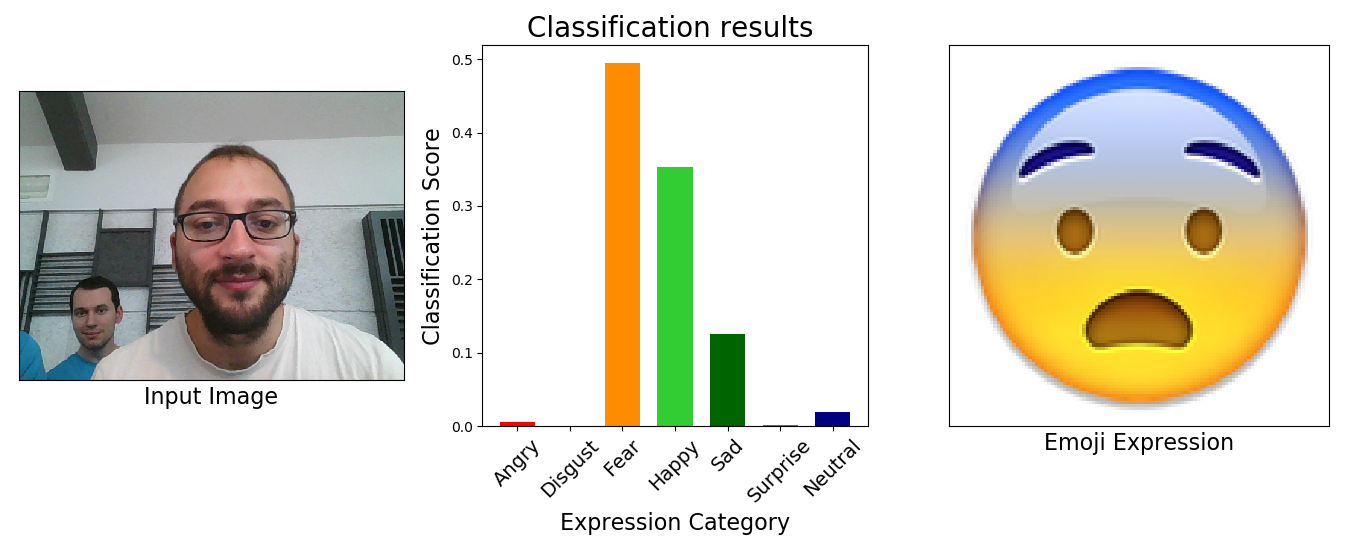 Classification results
Input Image
Classification Score
0.5
0.4
0.3
0.2
0.1
0.0
Angry
Disgust
Fear
Happy
Sad
Surprise
Neutral
Expression Category
Emoji Expression